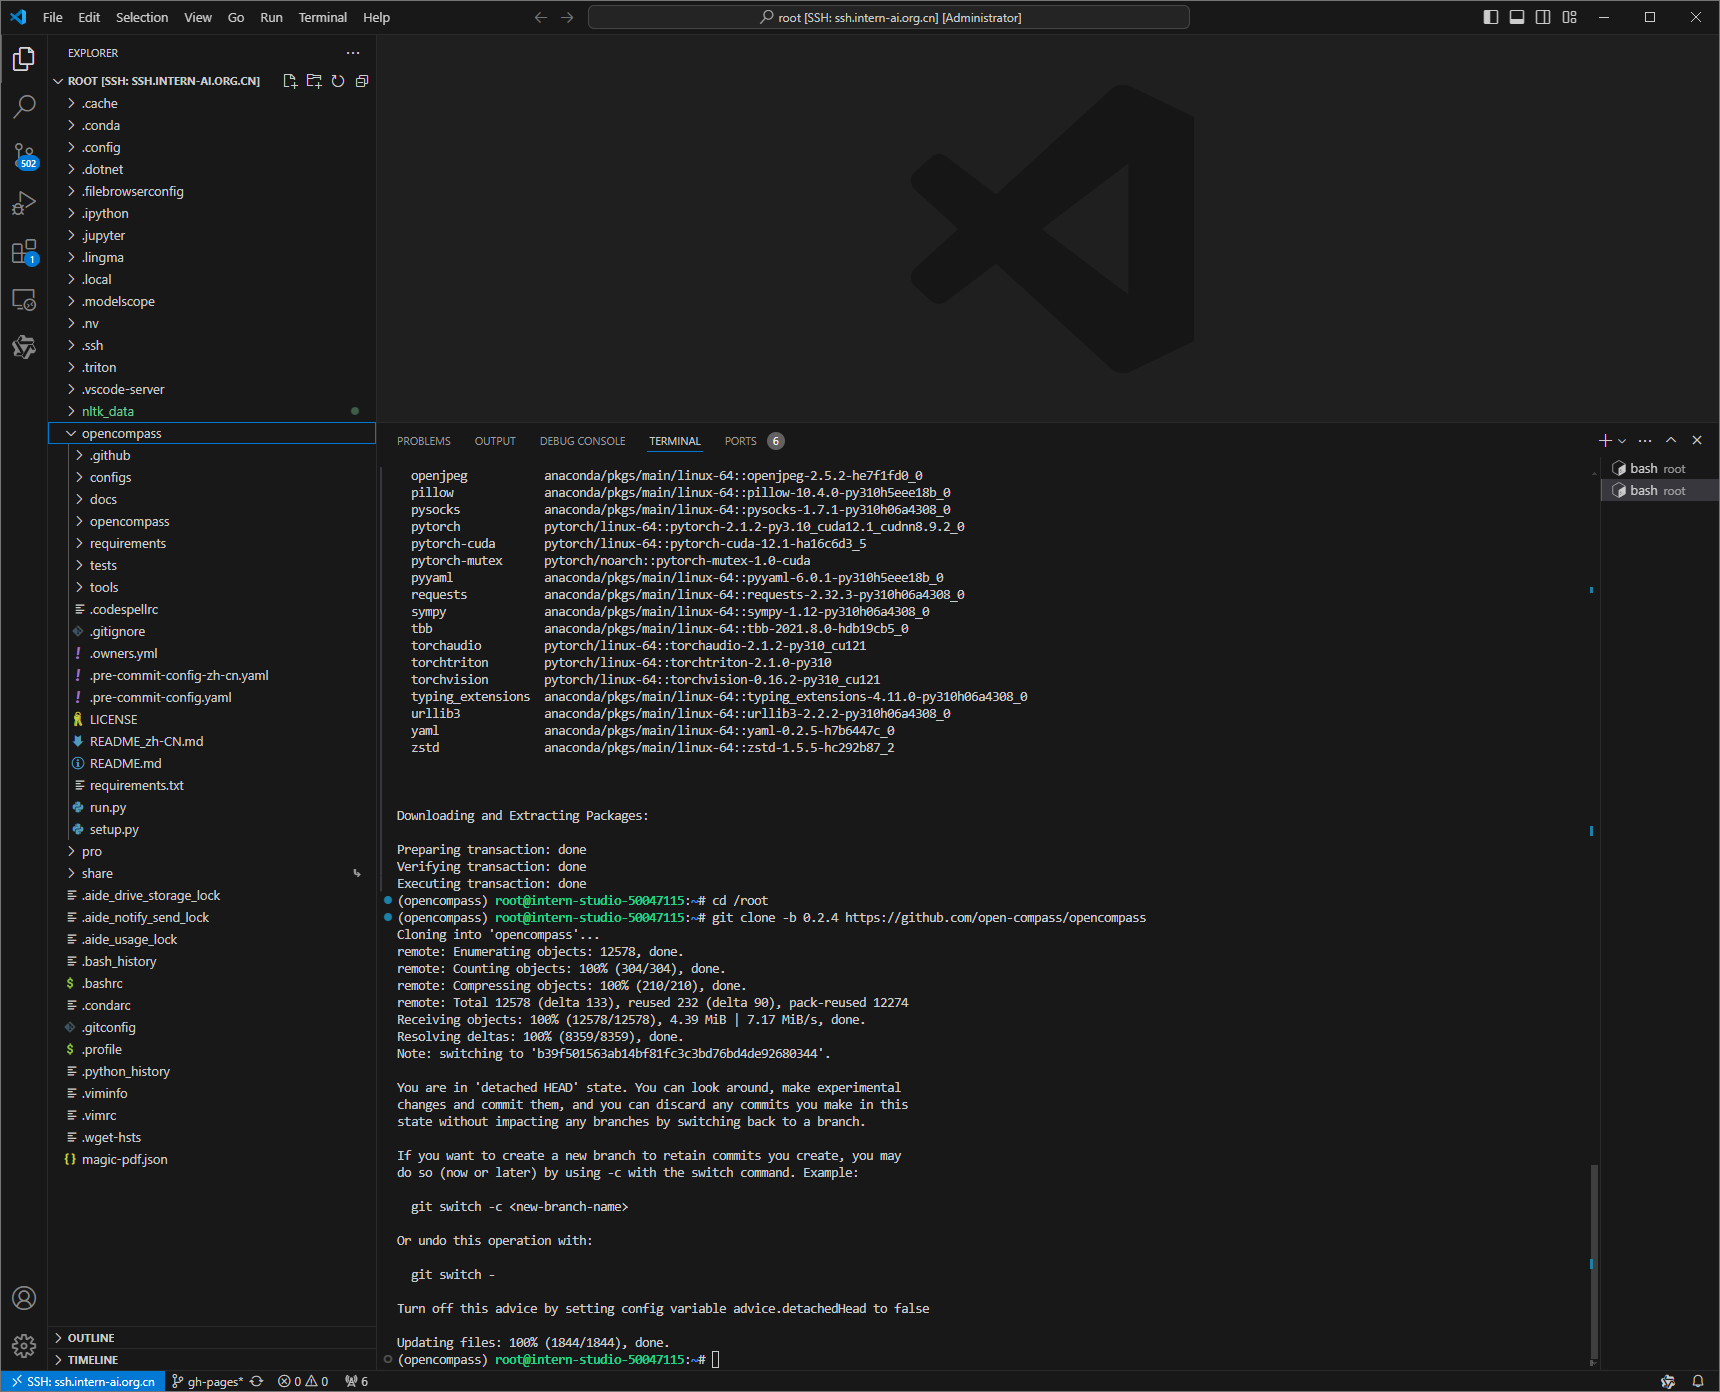 File Edit Selection View Go Run Terminal Help
root [SSH: ssh.intern-ai.org.cn] [Administrator]
EXPLORER
ROOT [SSH: SSH.INTERN-AI.ORG.CN]
.cache
.conda
.config
.dotnet
.filebrowserconfig
.ipython
.jupyter
.lingma
.local
.modelscope
.nv
.ssh
.triton
.vscode-server
nltk_data
opencompass
.github
configs
docs
opencompass
requirements
tests
tools
.codespellrc
.gitignore
.owners.yml
.pre-commit-config-zh-cn.yaml
.pre-commit-config.yaml
LICENSE
README_zh-CN.md
README.md
requirements.txt
run.py
setup.py
pro
share
.aide_drive_storage_lock
.aide_notify_send_lock
.aide_usage_lock
.bash_history
.bashrc
.condarc
.gitconfig
.profile
.python_history
.viminfo
.vimrc
.wget-hsts
magic-pdf.json
OUTLINE
TIMELINE
502
1
PROBLEMS OUTPUT DEBUG CONSOLE TERMINAL PORTS 6
bash root
bash root
openjpeg anaconda/pkgs/main/linux-64::openjpeg-2.5.2-he7f1fd0_0
pillow anaconda/pkgs/main/linux-64::pillow-10.4.0-py310h5eee18b_0
pysocks anaconda/pkgs/main/linux-64::pysocks-1.7.1-py310h06a4308_0
pytorch pytorch/linux-64::pytorch-2.1.2-py3.10_cuda12.1_cudnn8.9.2_0
pytorch-cuda pytorch/linux-64::pytorch-cuda-12.1-ha16c6d3_5
pytorch-mutex pytorch/noarch::pytorch-mutex-1.0-cuda
pyyaml anaconda/pkgs/main/linux-64::pyyaml-6.0.1-py310h5eee18b_0
requests anaconda/pkgs/main/linux-64::requests-2.32.3-py310h06a4308_0
sympy anaconda/pkgs/main/linux-64::sympy-1.12-py310h06a4308_0
tbb anaconda/pkgs/main/linux-64::tbb-2021.8.0-hdb19cb5_0
torchaudio pytorch/linux-64::torchaudio-2.1.2-py310_cu121
torchtriton pytorch/linux-64::torchtriton-2.1.0-py310
torchvision pytorch/linux-64::torchvision-0.16.2-py310_cu121
typing_extensions anaconda/pkgs/main/linux-64::typing_extensions-4.11.0-py310h06a4308_0
urllib3 anaconda/pkgs/main/linux-64::urllib3-2.2.2-py310h06a4308_0
yaml anaconda/pkgs/main/linux-64::yaml-0.2.5-h7b6447c_0
zstd anaconda/pkgs/main/linux-64::zstd-1.5.5-hc292b87_2
Downloading and Extracting Packages:
Preparing transaction: done
Verifying transaction: done
Executing transaction: done
(opencompass) root@intern-studio-50047115:~# cd /root
(opencompass) root@intern-studio-50047115:~# git clone -b 0.2.4 https://github.com/open-compass/opencompass
Cloning into 'opencompass'...
remote: Enumerating objects: 12578, done.
remote: Counting objects: 100% (304/304), done.
remote: Compressing objects: 100% (210/210), done.
remote: Total 12578 (delta 133), reused 232 (delta 90), pack-reused 12274
Receiving objects: 100% (12578/12578), 4.39 MiB | 7.17 MiB/s, done.
Resolving deltas: 100% (8359/8359), done.
Note: switching to 'b39f501563ab14bf81fc3c3bd76bd4de92680344'.
You are in 'detached HEAD' state. You can look around, make experimental
changes and commit them, and you can discard any commits you make in this
state without impacting any branches by switching back to a branch.
If you want to create a new branch to retain commits you create, you may
do so (now or later) by using -c with the switch command. Example:
git switch -c <new-branch-name>
Or undo this operation with:
git switch -
Turn off this advice by setting config variable advice.detachedHead to false
Updating files: 100% (1844/1844), done.
(opencompass) root@intern-studio-50047115:~#
SSH: ssh.intern-ai.org.cn gh-pages* 0 0 6